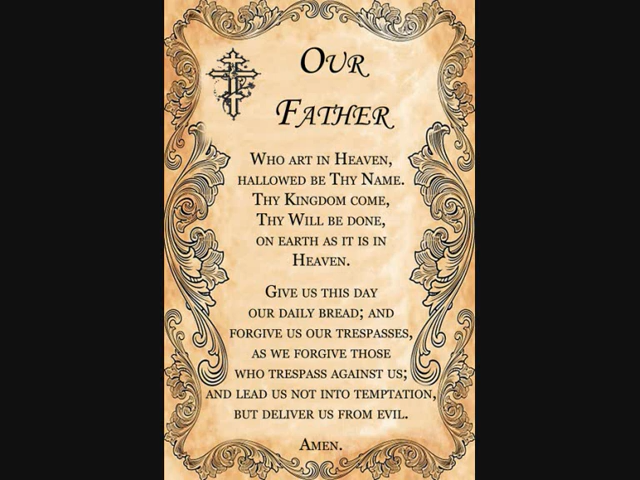 Our
Father
Who art in Heaven,
hallowed be Thy Name.
Thy Kingdom come,
Thy Will be done,
on earth as it is in
Heaven.
Give us this day
our daily bread; and
forgive us our trespasses,
as we forgive those
who trespass against us;
and lead us not into temptation,
but deliver us from evil.
Amen.